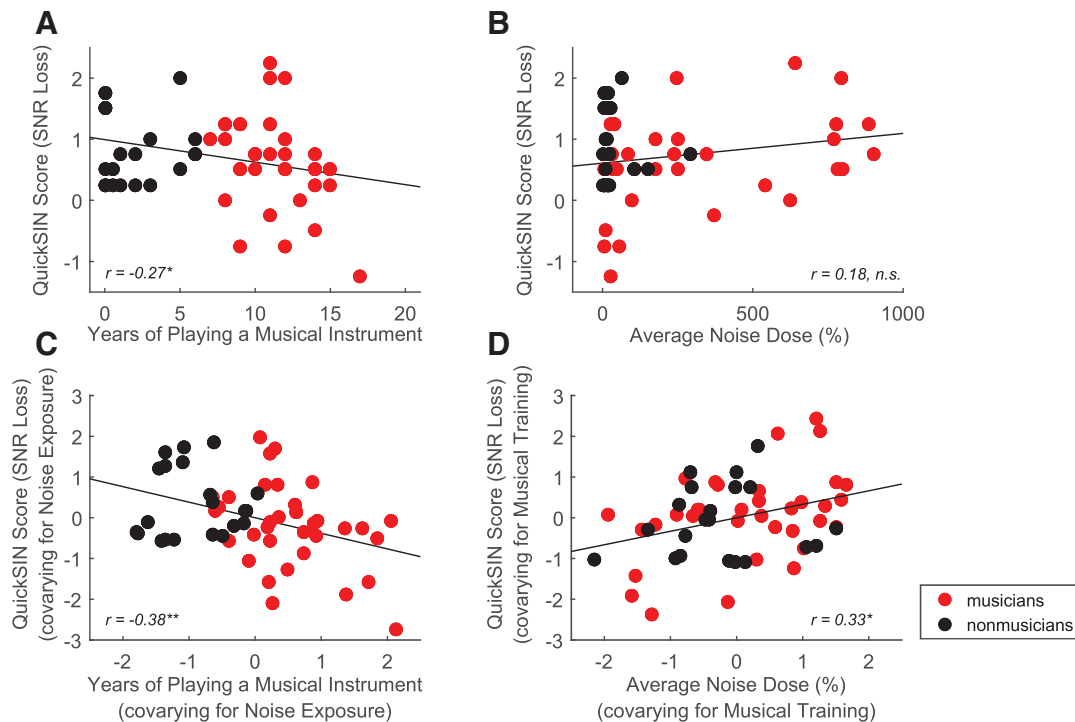 A
QuickSIN Score (SNR Loss)
2
1
0
-1
r = -0.27*
0 5 10 15 20
Years of Playing a Musical Instrument
B
QuickSIN Score (SNR Loss)
2
1
0
-1
r = 0.18, n.s.
0 500 1000
Average Noise Dose (%)
C
QuickSIN Score (SNR Loss)
(covarying for Noise Exposure)
3
2
1
0
-1
-2
-3
r = -0.38**
-2 -1 0 1 2
Years of Playing a Musical Instrument
(covarying for Noise Exposure)
D
QuickSIN Score (SNR Loss)
(covarying for Musical Training)
3
2
1
0
-1
-2
-3
r = 0.33*
-2 -1 0 1 2
Average Noise Dose (%)
(covarying for Musical Training)
musicians
nonmusicians